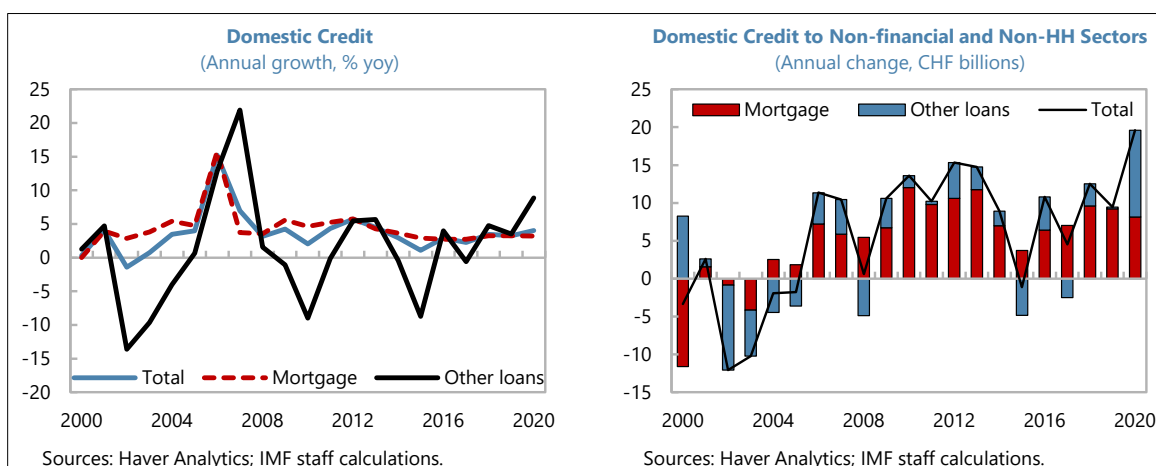 Domestic Credit
(Annual growth, % yoy)
25
20
15
10
5
0
-5
-10
-15
-20
Total
Mortgage
Other loans
2000 2004 2008 2012 2016 2020
Sources: Haver Analytics; IMF staff calculations.
Domestic Credit to Non-financial and Non-HH Sectors
(Annual change, CHF billions)
25
20
15
10
5
0
-5
-10
-15
Mortgage
Other loans
Total
2000 2004 2008 2012 2016 2020
Sources: Haver Analytics; IMF staff calculations.